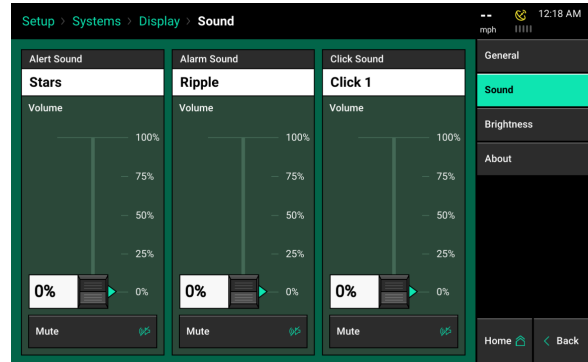 Setup > Systems > Display > Sound
-- mph
12:18 AM
Alert Sound
Stars
Volume
100%
75%
50%
25%
0%
0%
Mute
Alarm Sound
Ripple
Volume
100%
75%
50%
25%
0%
0%
Mute
Click Sound
Click 1
Volume
100%
75%
50%
25%
0%
0%
Mute
General
Sound
Brightness
About
Home
< Back